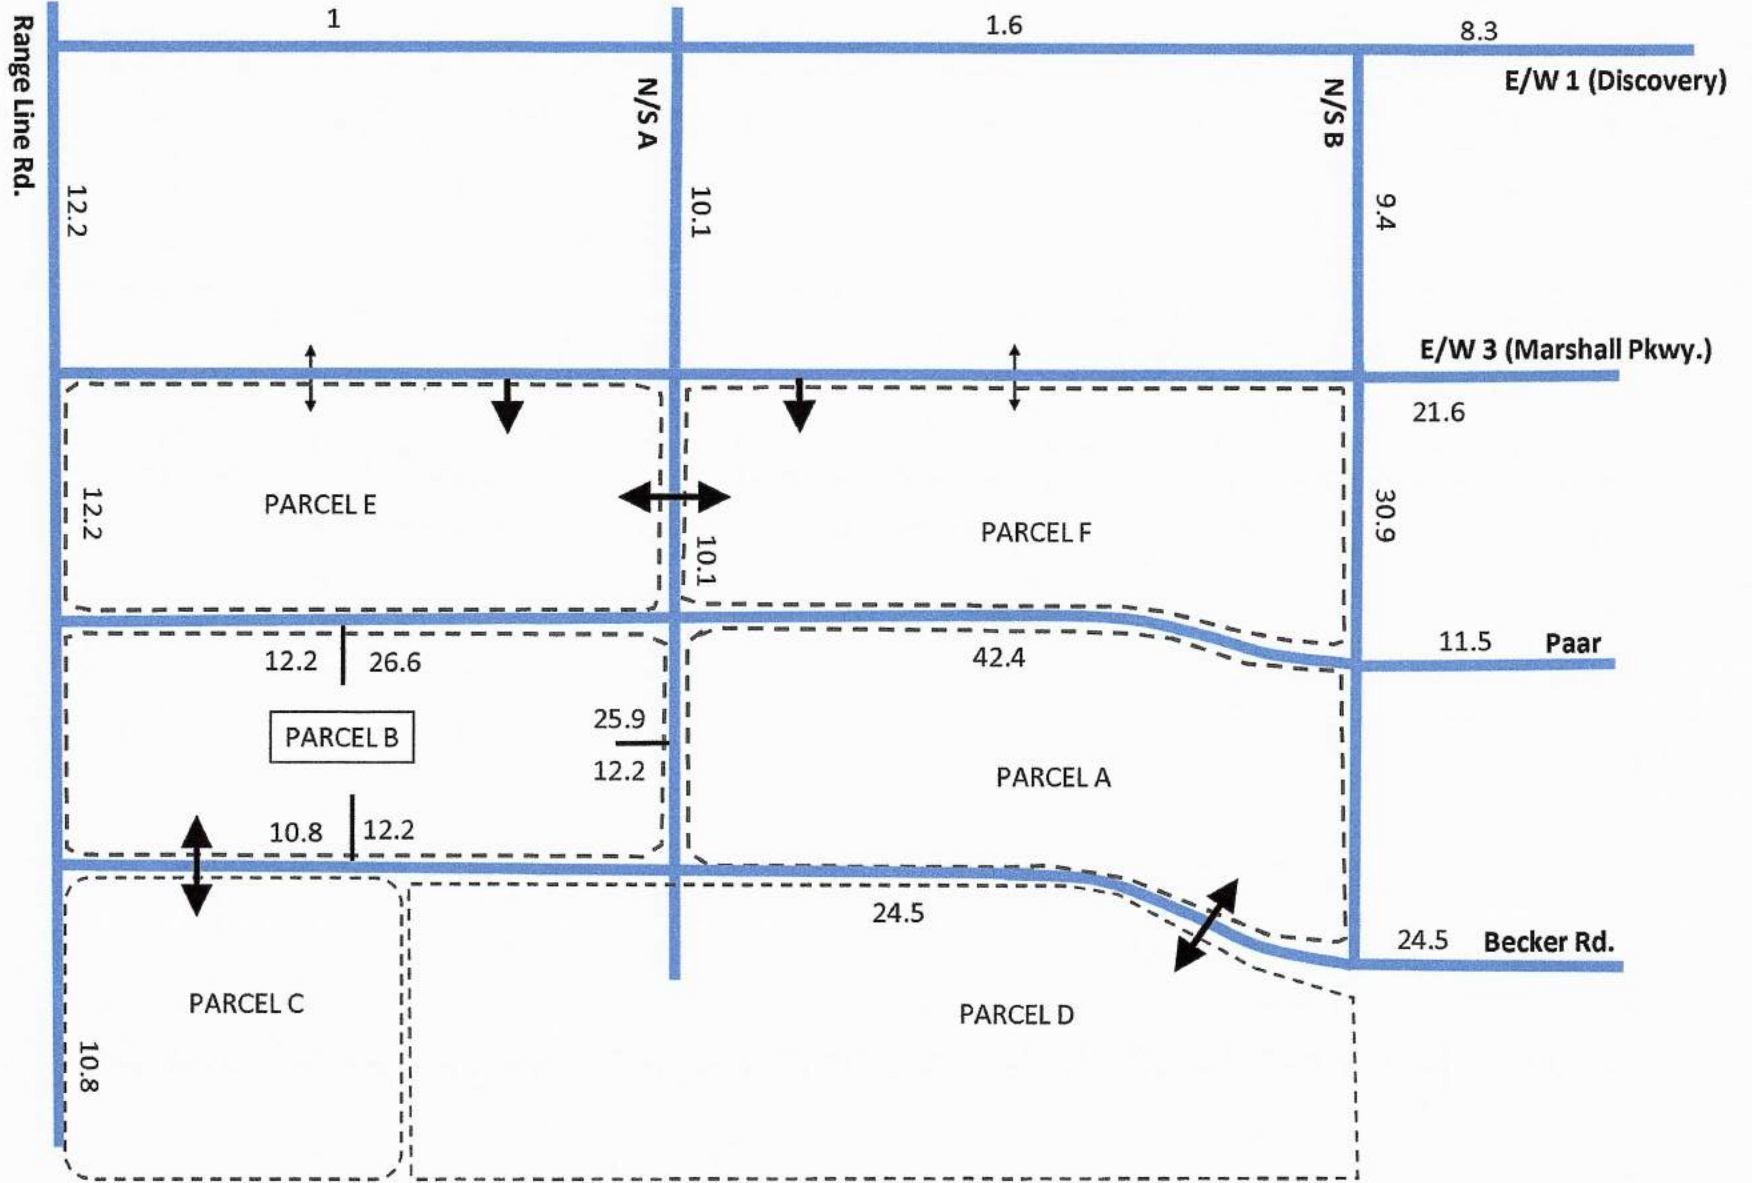 1
1.6
8.3
E/W 1 (Discovery)
Range Line Rd.
N/S A
N/S B
12.2
10.1
9.4
E/W 3 (Marshall Pkwy.)
21.6
12.2
PARCEL E
10.1
PARCEL F
30.9
12.2 26.6
42.4
11.5 Paar
PARCEL B
25.9
12.2
PARCEL A
10.8 12.2
24.5
24.5 Becker Rd.
PARCEL C
PARCEL D
10.8